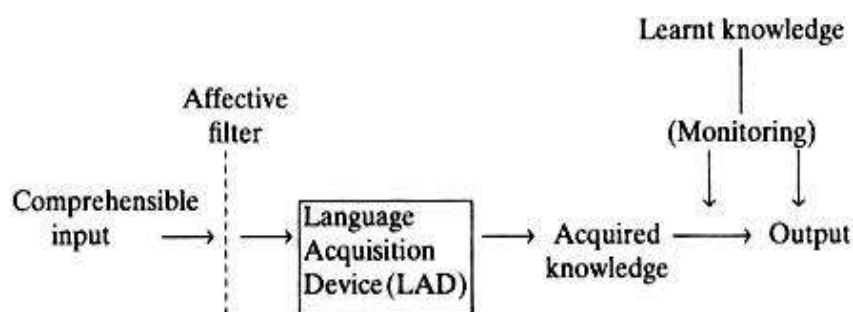 Learnt knowledge
Affective
filter
(Monitoring)
Comprehensible
input
Language
Acquisition
Device (LAD)
Acquired
knowledge
Output